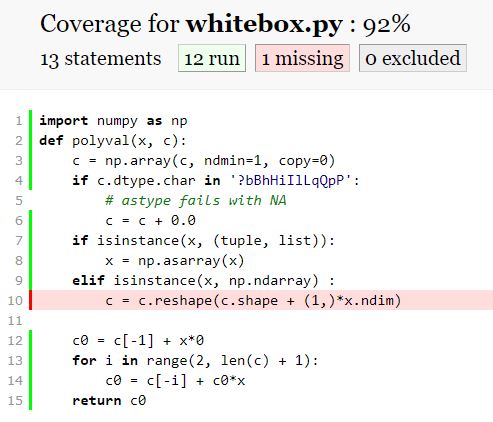 Coverage for whitebox.py : 92%
13 statements 12 run 1 missing 0 excluded
1 import numpy as np
2 def polyval(x, c):
3     c = np.array(c, ndmin=1, copy=0)
4     if c.dtype.char in '?bBhHiIlLqQpP':
5         # astype fails with NA
6         c = c + 0.0
7     if isinstance(x, (tuple, list)):
8         x = np.asarray(x)
9     elif isinstance(x, np.ndarray) :
10         c = c.reshape(c.shape + (1,)*x.ndim)
11
12     c0 = c[-1] + x*0
13     for i in range(2, len(c) + 1):
14         c0 = c[-i] + c0*x
15     return c0